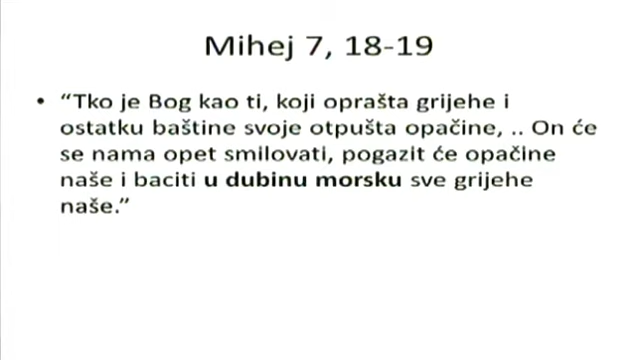 Mihej 7, 18-19
• “Tko je Bog kao ti, koji oprašta grijehe i
ostatku baštine svoje otpušta opačine, .. On će
se nama opet smilovati, pogazit će opačine
naše i baciti u dubinu morsku sve grijehe
naše.”